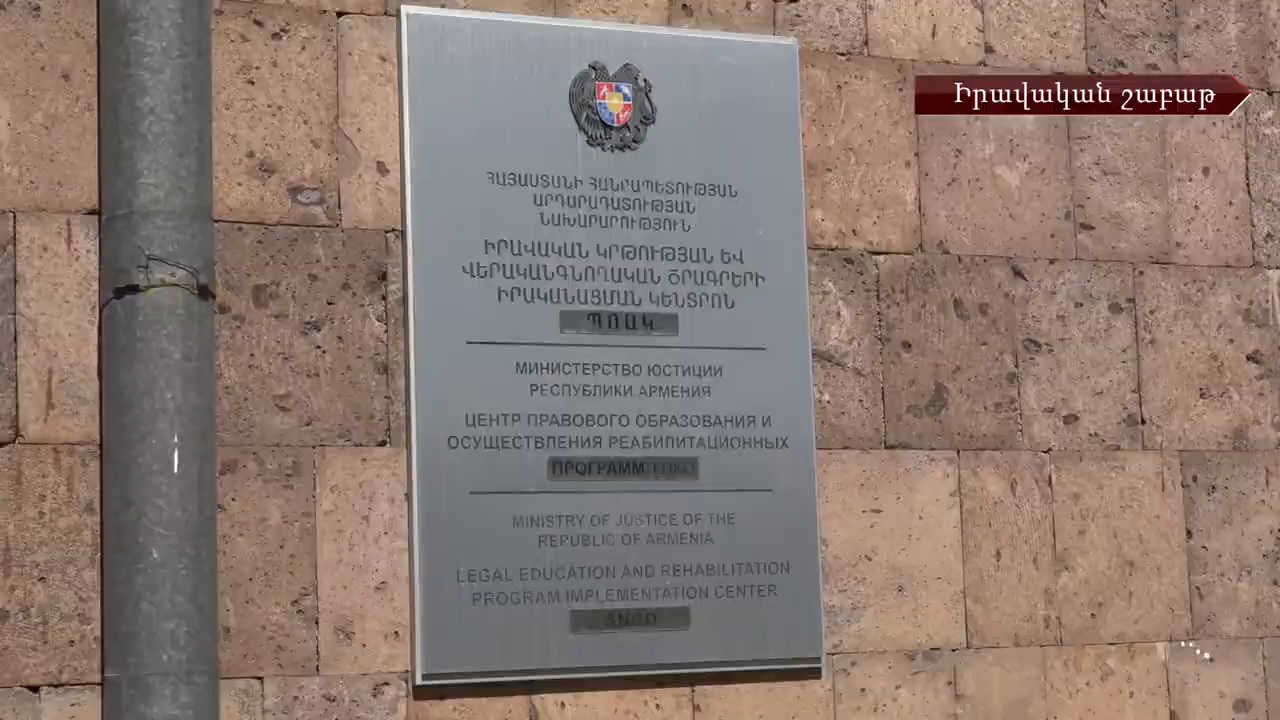 Իրավական շաբաթ
ՀԱՅԱՍՏԱՆԻ ՀԱՆՐԱՊԵՏՈՒԹՅԱՆ
ԱՐԴԱՐԱԴԱՏՈՒԹՅԱՆ
ՆԱԽԱՐԱՐՈՒԹՅՈՒՆ
ԻՐԱՎԱԿԱՆ ԿՐԹՈՒԹՅԱՆ ԵՎ
ՎԵՐԱԿԱՆԳՆՈՂԱԿԱՆ ԾՐԱԳՐԵՐԻ
ԻՐԱԿԱՆԱՑՄԱՆ ԿԵՆՏՐՈՆ
ՊՈԱԿ
МИНИСТЕРСТВО ЮСТИЦИИ
РЕСПУБЛИКИ АРМЕНИЯ
ЦЕНТР ПРАВОВОГО ОБРАЗОВАНИЯ И
ОСУЩЕСТВЛЕНИЯ РЕАБИЛИТАЦИОННЫХ
ПРОГРАММ
MINISTRY OF JUSTICE OF THE
REPUBLIC OF ARMENIA
LEGAL EDUCATION AND REHABILITATION
PROGRAM IMPLEMENTATION CENTER